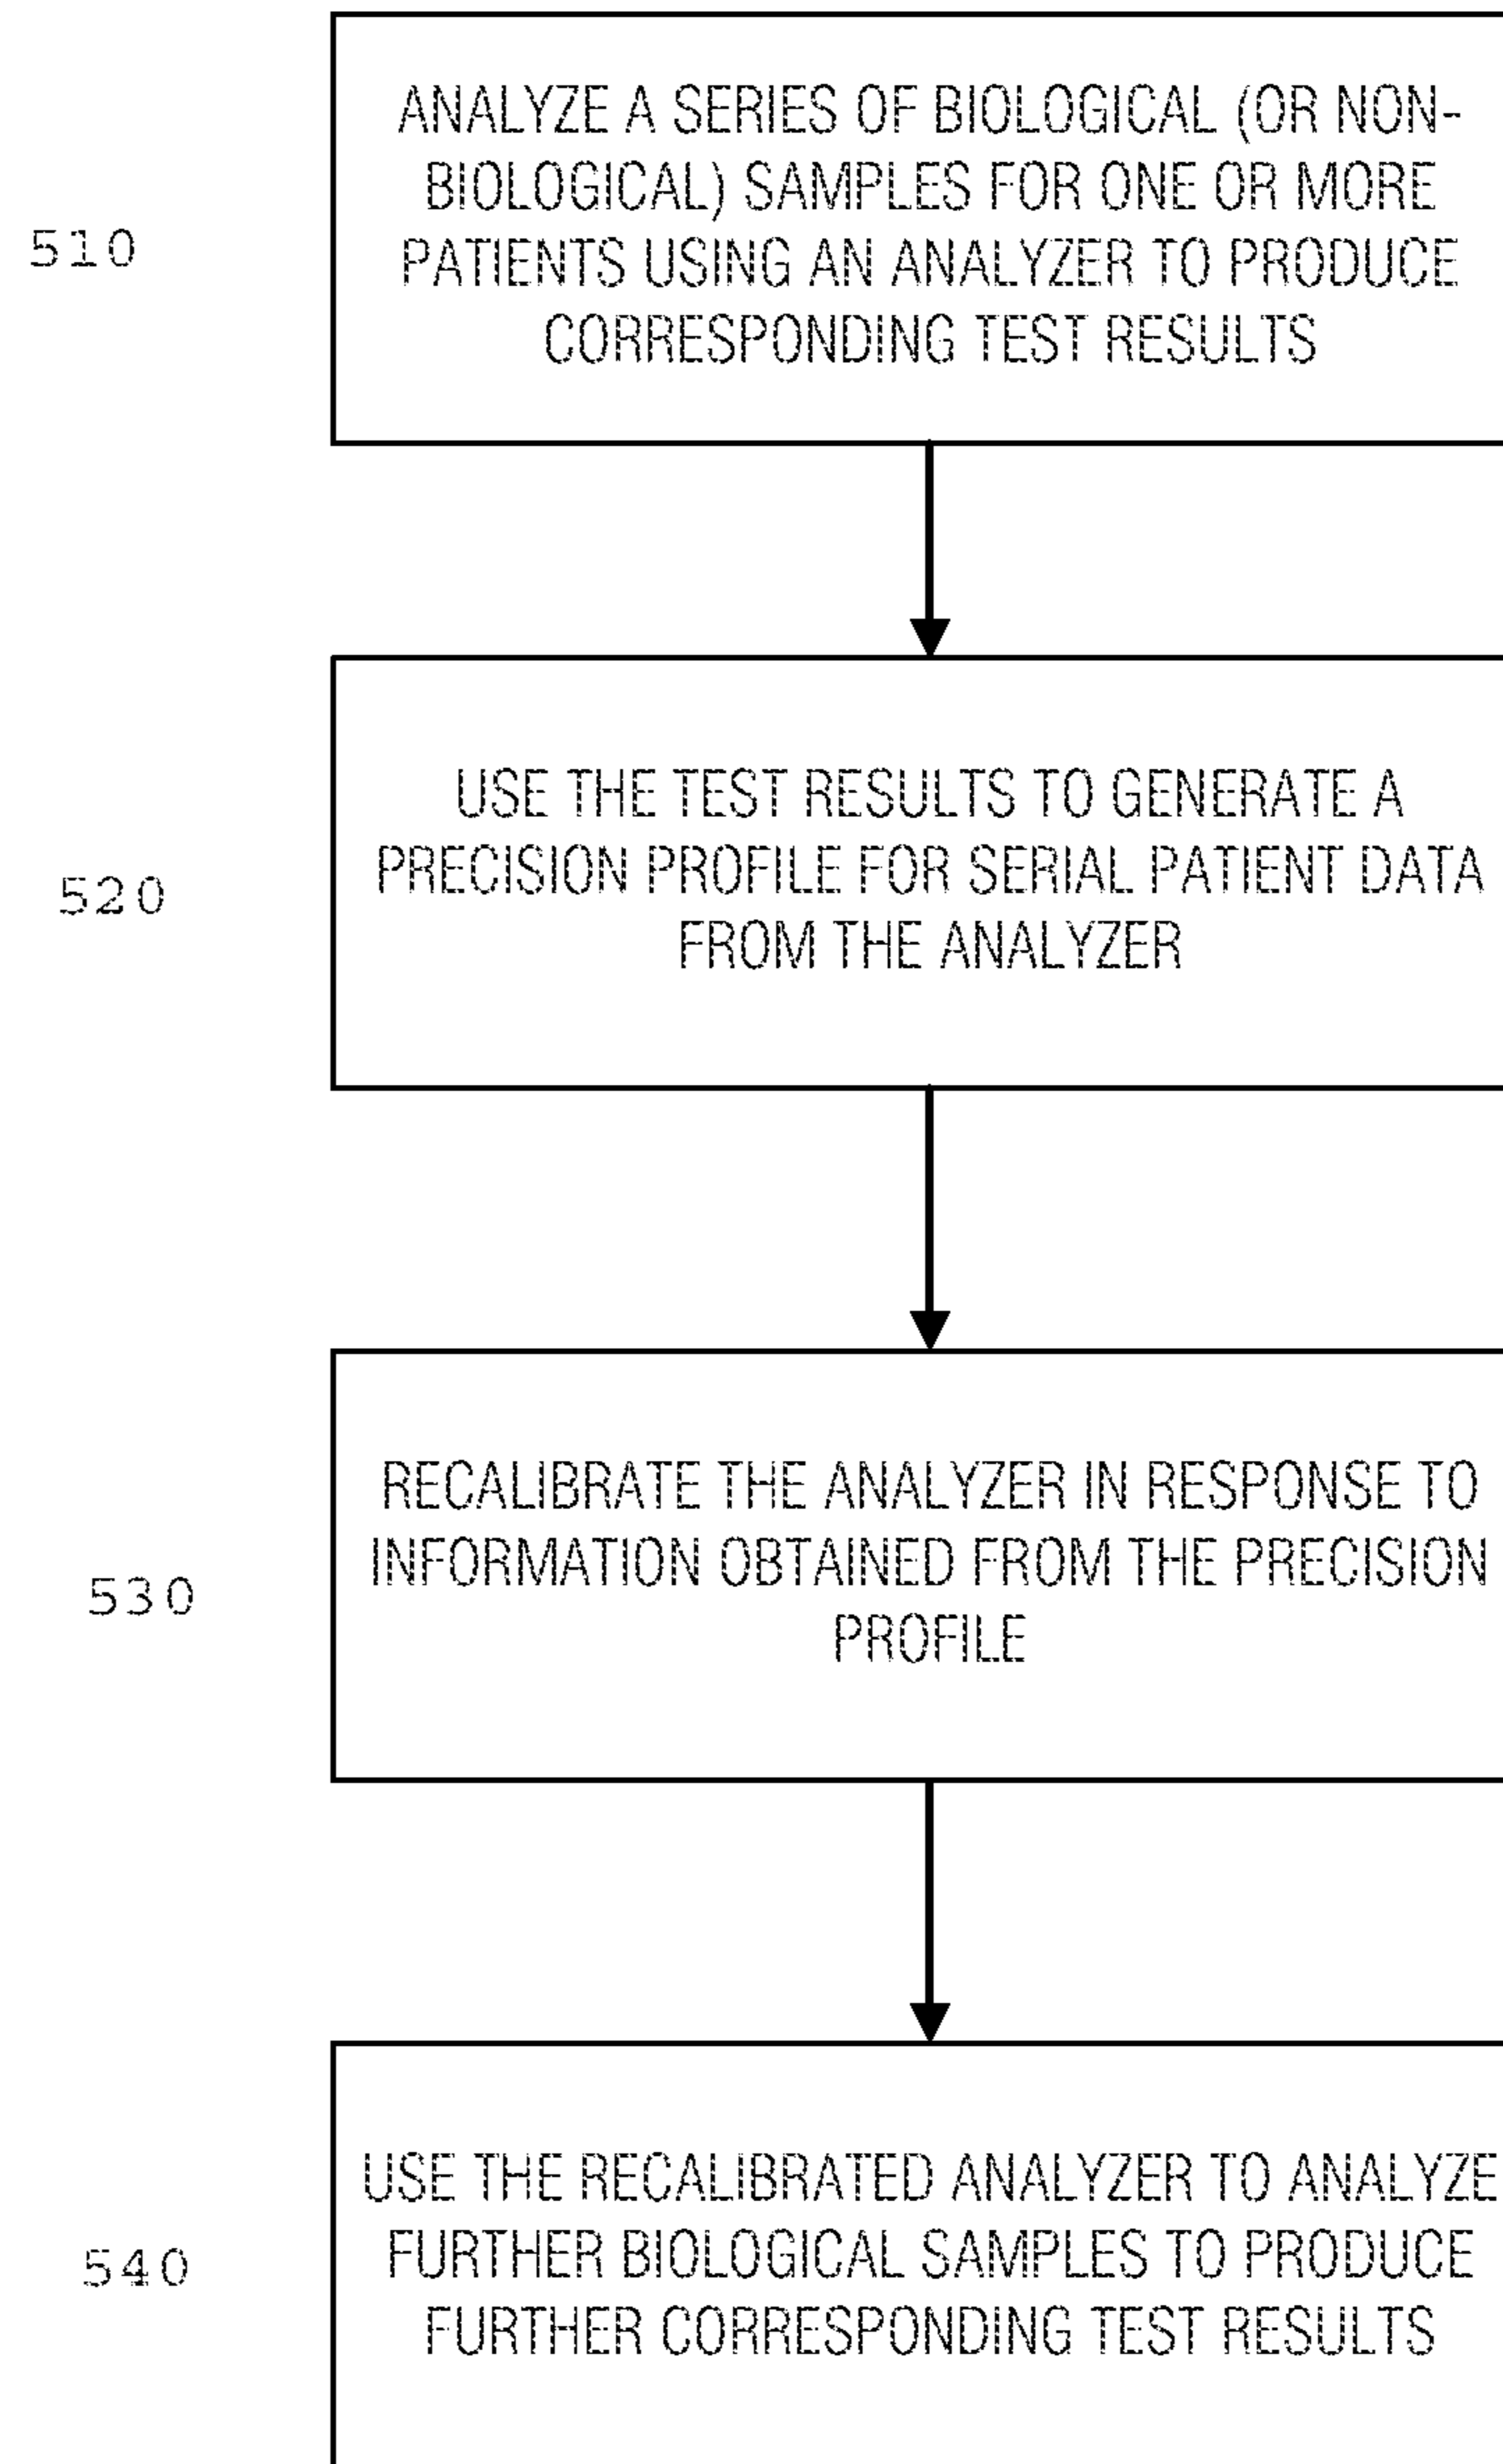 ANALYZE A SERIES OF BIOLOGICAL (OR NON-
BIOLOGICAL) SAMPLES FOR ONE OR MORE
510
PATIENTS USING AN ANALYZER TO PRODUCE
CORRESPONDING TEST RESULTS
USE THE TEST RESULTS TO GENERATE A
PRECISION PROFILE FOR SERIAL PATIENT DATA
520
FROM THE ANALYZER
RECALIBRATE THE ANALYZER IN RESPONSE TO
INFORMATION OBTAINED FROM THE PRECISION
530
PROFILE
USE THE RECALIBRATED ANALYZER TO ANALYZE
FURTHER BIOLOGICAL SAMPLES TO PRODUCE
540
FURTHER CORRESPONDING TEST RESULTS